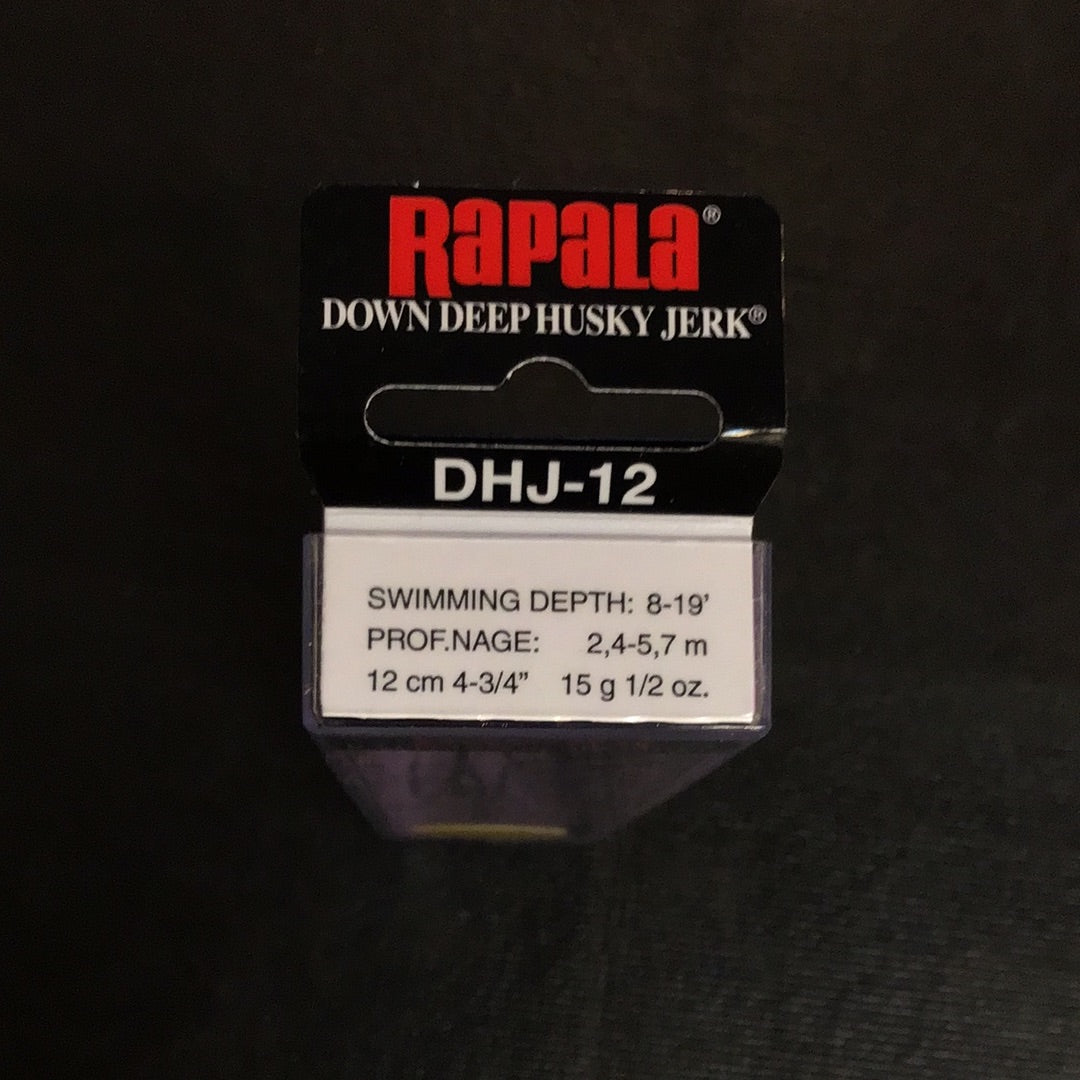 RAPALA®
DOWN DEEP HUSKY JERK®
DHJ-12
SWIMMING DEPTH: 8-19'
PROF.NAGE: 2,4-5,7 m
12 cm 4-3/4” 15 g 1/2 oz.